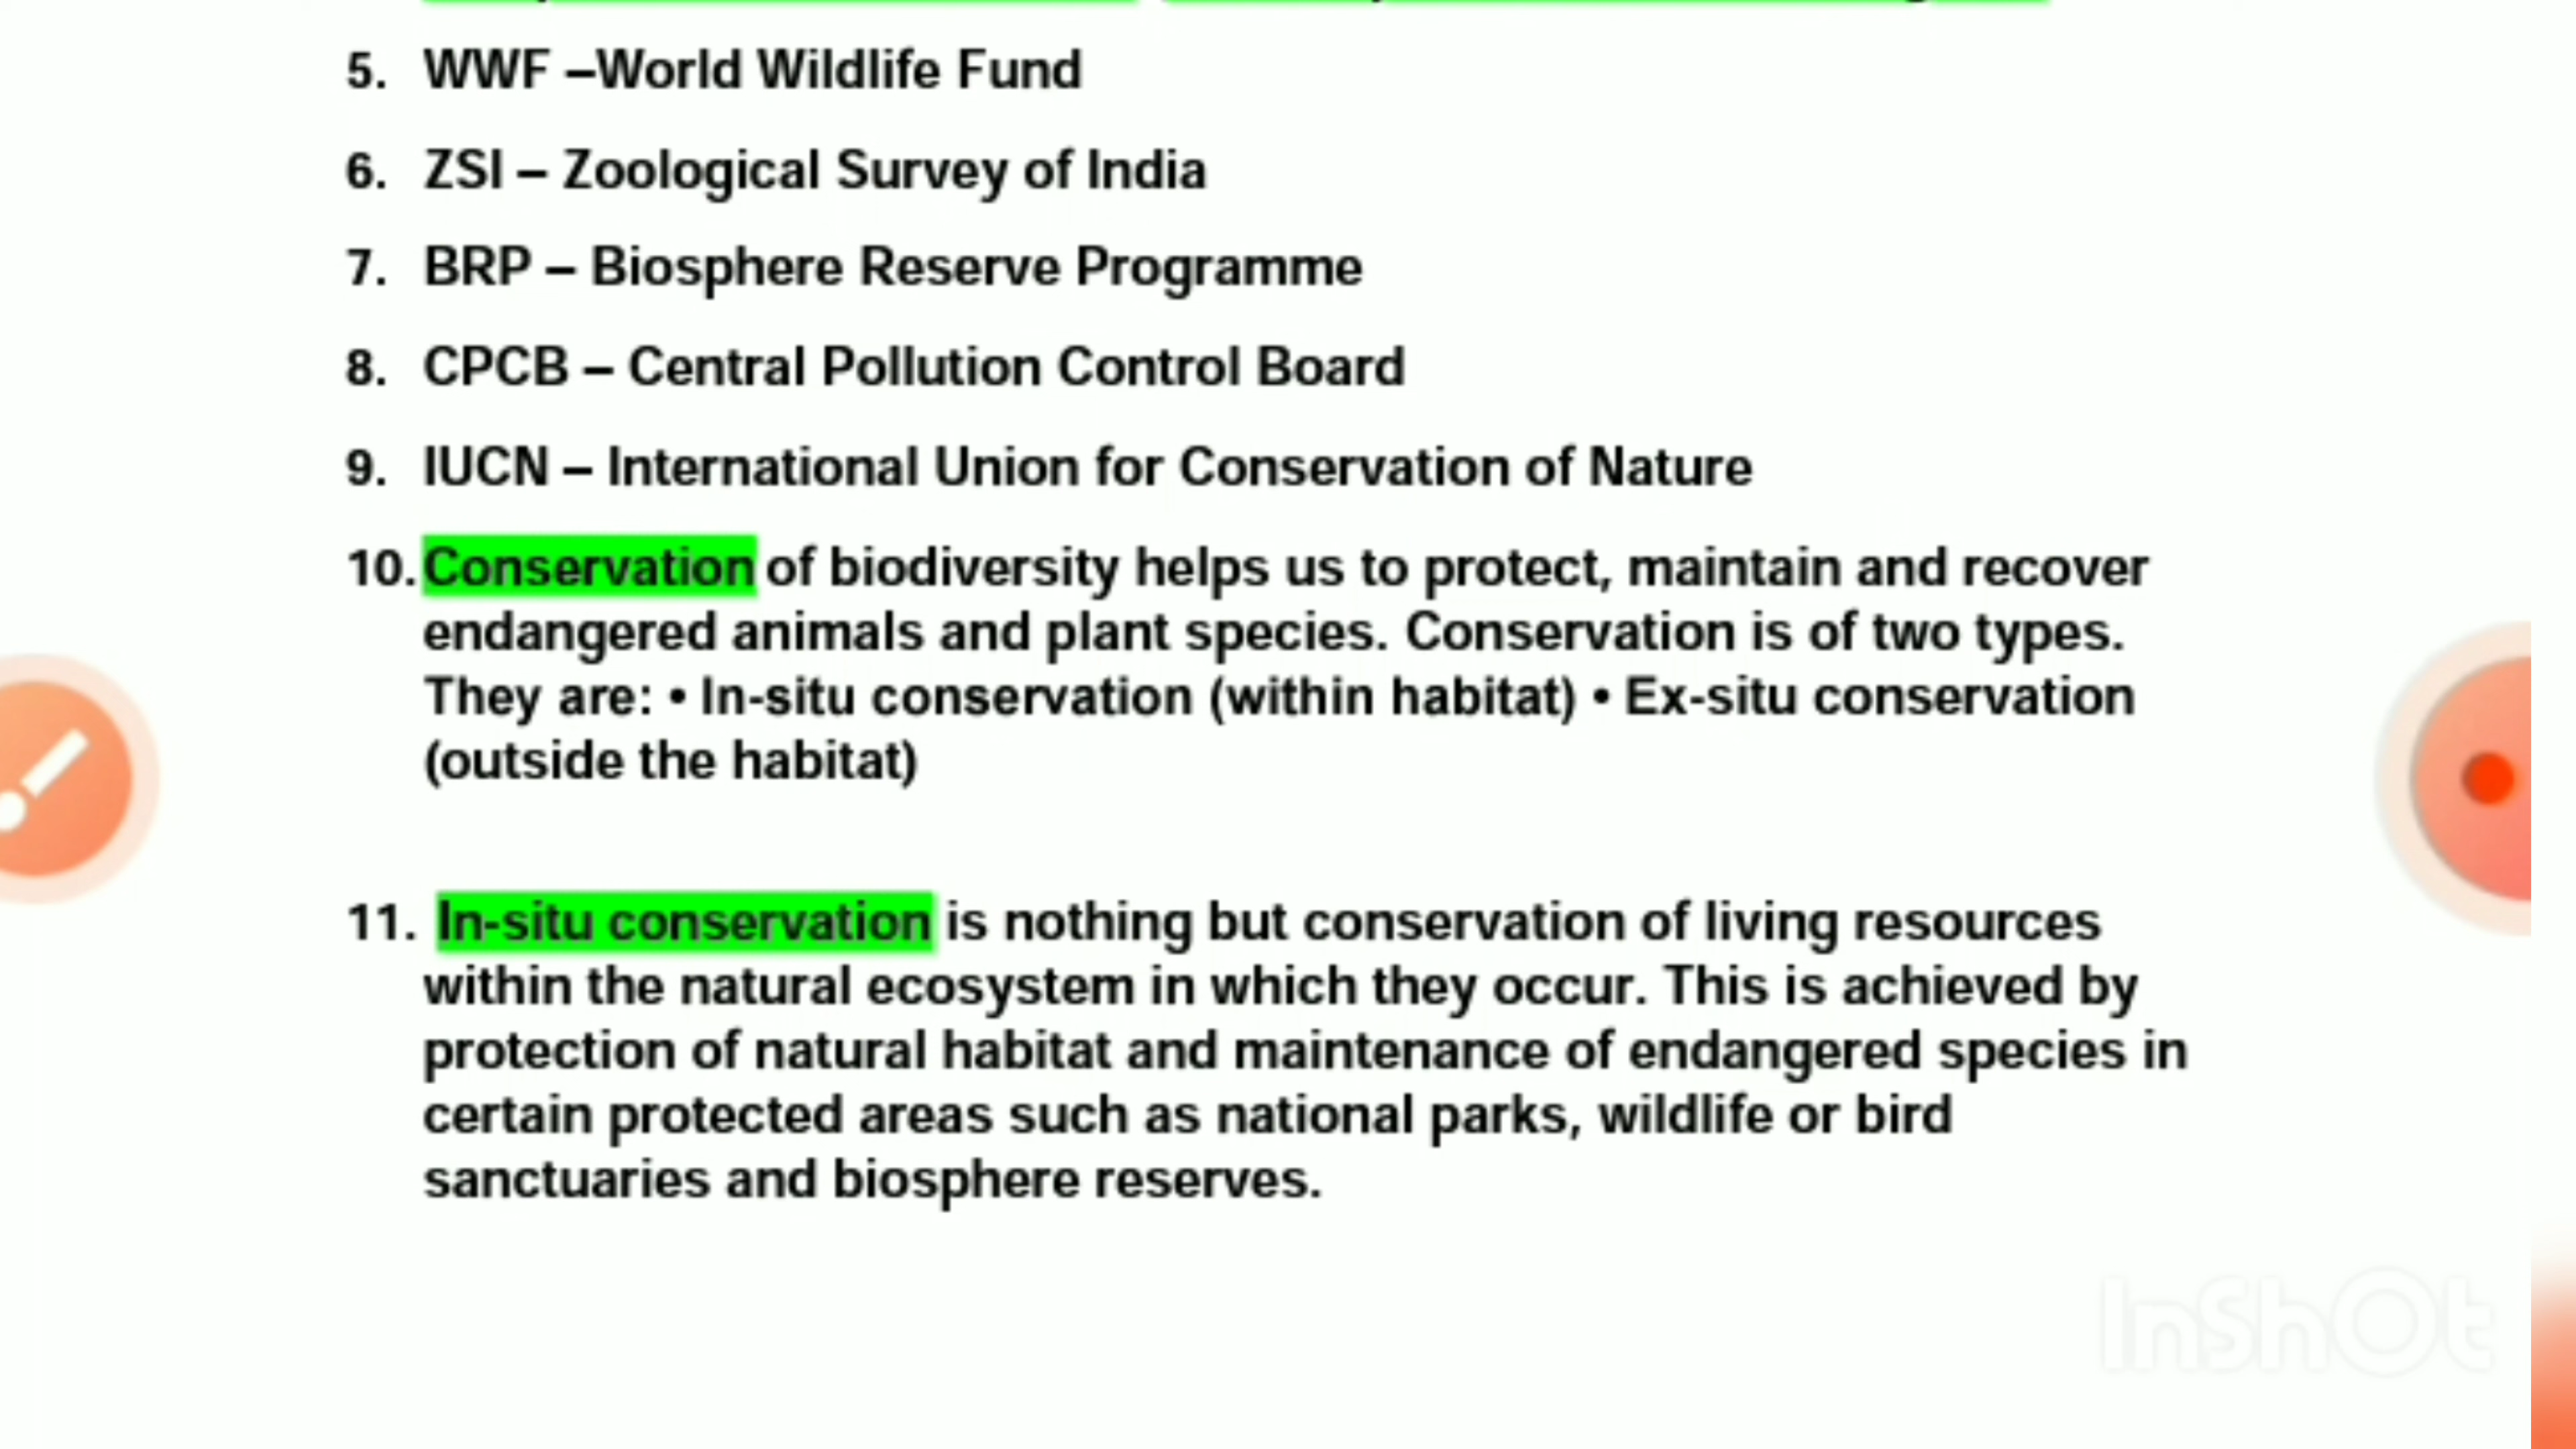 5. WWF –World Wildlife Fund
6. ZSI – Zoological Survey of India
7. BRP – Biosphere Reserve Programme
8. CPCB – Central Pollution Control Board
9. IUCN – International Union for Conservation of Nature
10. Conservation of biodiversity helps us to protect, maintain and recover
endangered animals and plant species. Conservation is of two types.
They are: • In-situ conservation (within habitat) • Ex-situ conservation
(outside the habitat)
11. In-situ conservation is nothing but conservation of living resources
within the natural ecosystem in which they occur. This is achieved by
protection of natural habitat and maintenance of endangered species in
certain protected areas such as national parks, wildlife or bird
sanctuaries and biosphere reserves.
InShOt